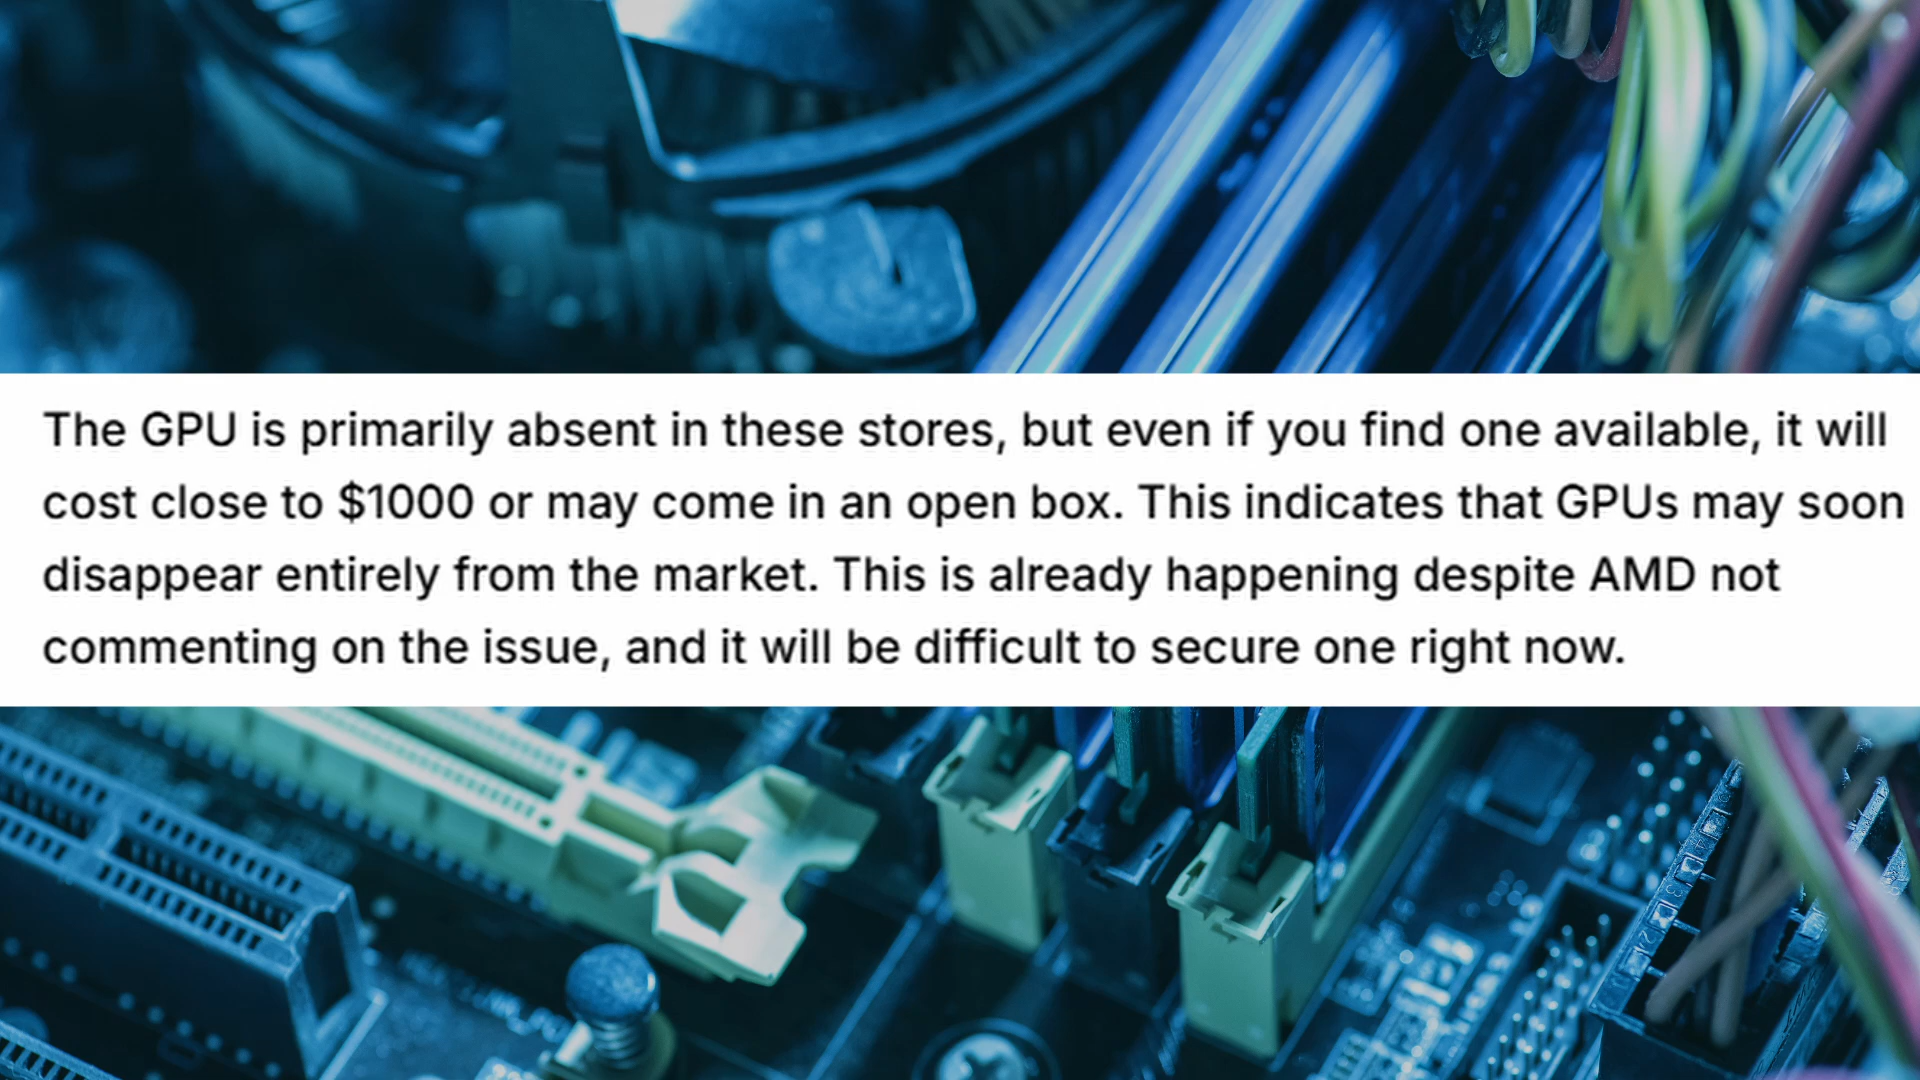 The GPU is primarily absent in these stores, but even if you find one available, it will
cost close to $1000 or may come in an open box. This indicates that GPUs may soon
disappear entirely from the market. This is already happening despite AMD not
commenting on the issue, and it will be difficult to secure one right now.